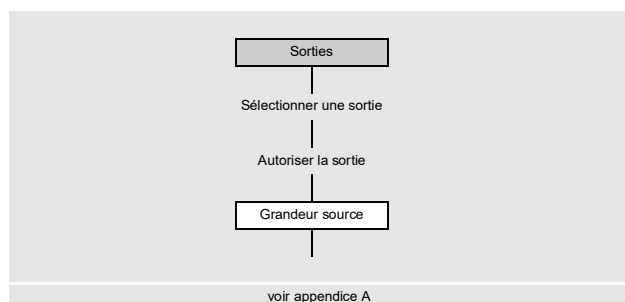 Sorties
Sélectionner une sortie
Autoriser la sortie
Grandeur source
voir appendice A